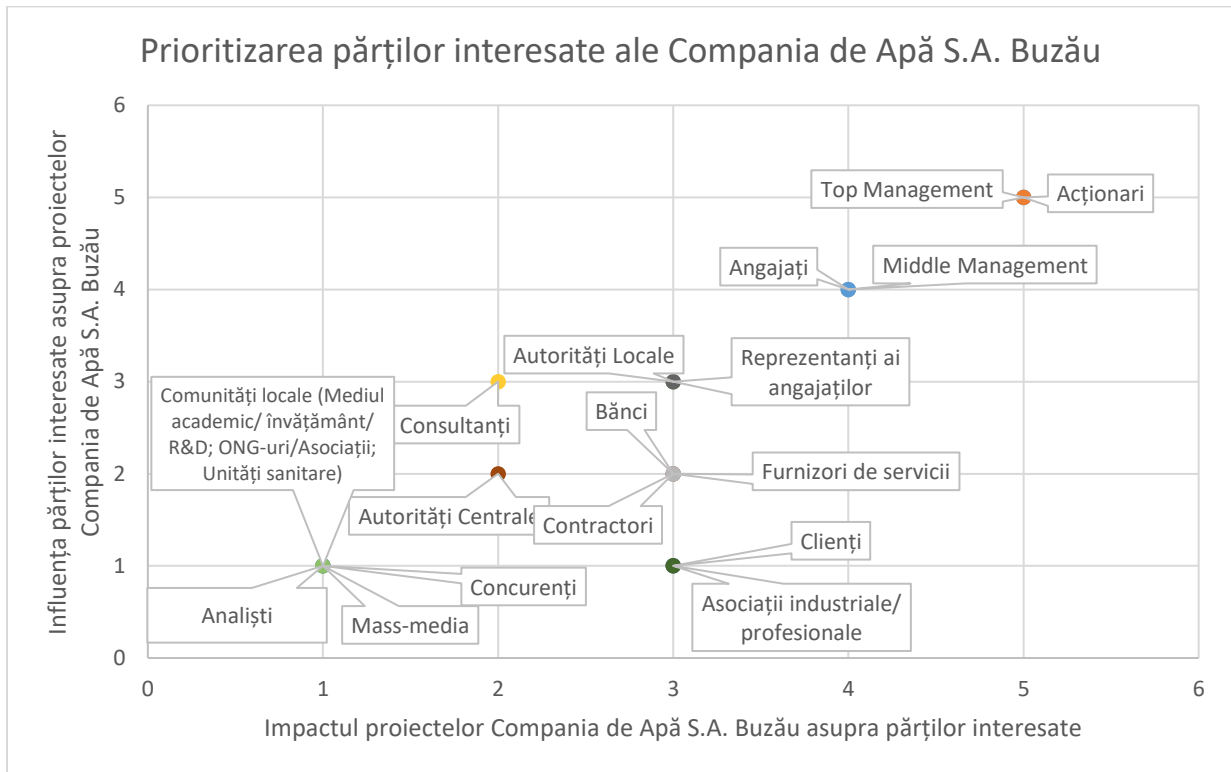 Prioritizarea părților interesate ale Compania de Apă S.A. Buzău
Influența părților interesate asupra proiectelor
Compania de Apă S.A. Buzău
6
5
4
3
2
1
0
Top Management
Acționari
Angajați
Middle Management
Autorități Locale
Reprezentanți ai
angajaților
Comunități locale (Mediul
academic/ învățământ/
R&D; ONG-uri/Asociații;
Unități sanitare)
Consultanți
Bănci
Furnizori de servicii
Autorități Centrale
Contractori
Clienți
Concurenți
Asociații industriale/
profesionale
Analiști
Mass-media
0
1
2
3
4
5
6
Impactul proiectelor Compania de Apă S.A. Buzău asupra părților interesate